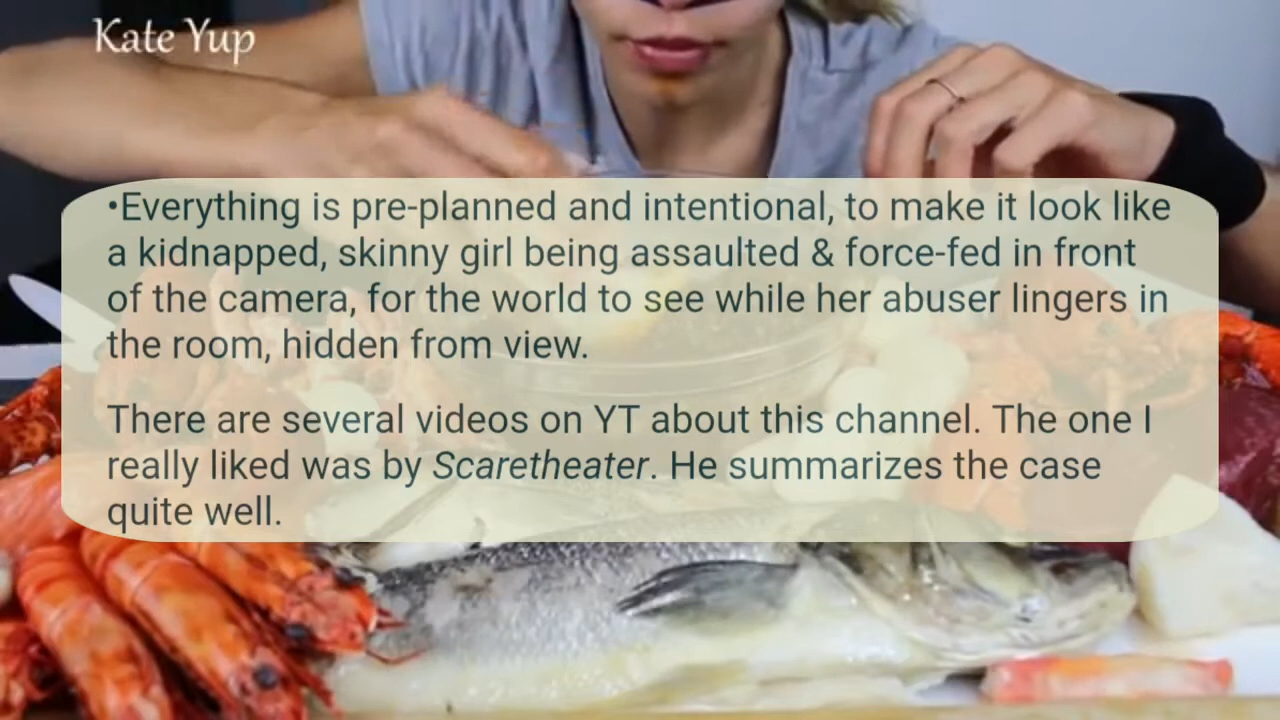 Kate Yup
•Everything is pre-planned and intentional, to make it look like
a kidnapped, skinny girl being assaulted & force-fed in front
of the camera, for the world to see while her abuser lingers in
the room, hidden from view.
There are several videos on YT about this channel. The one I
really liked was by Scaretheater. He summarizes the case
quite well.